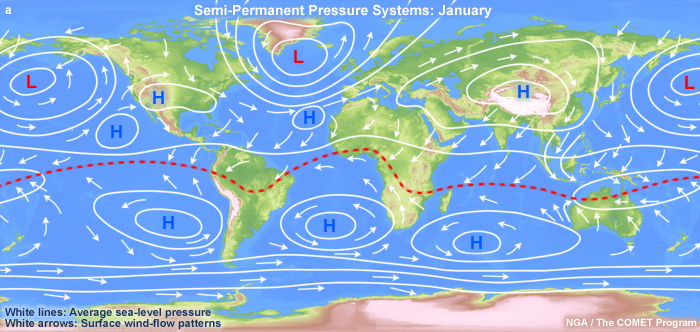 a
Semi-Permanent Pressure Systems: January
L
L
L
H
H
H
H
H
H
H
White lines: Average sea-level pressure
White arrows: Surface wind-flow patterns
NGA / The COMET Program